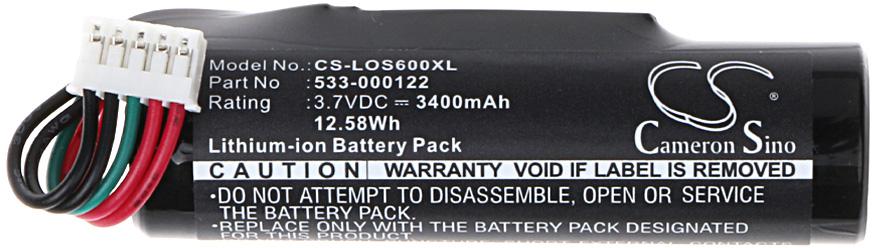 Model No.: CS-LOS600XL
Part No : 533-000122
Rating : 3.7VDC ⎓ 3400mAh
12.58Wh
Lithium-ion Battery Pack
CS ®
Cameron Sino
CAUTION WARRANTY VOID IF LABEL IS REMOVED
•DO NOT ATTEMPT TO DISASSEMBLE, OPEN OR SERVICE
THE BATTERY PACK.
•REPLACE ONLY WITH THE BATTERY PACK DESIGNATED